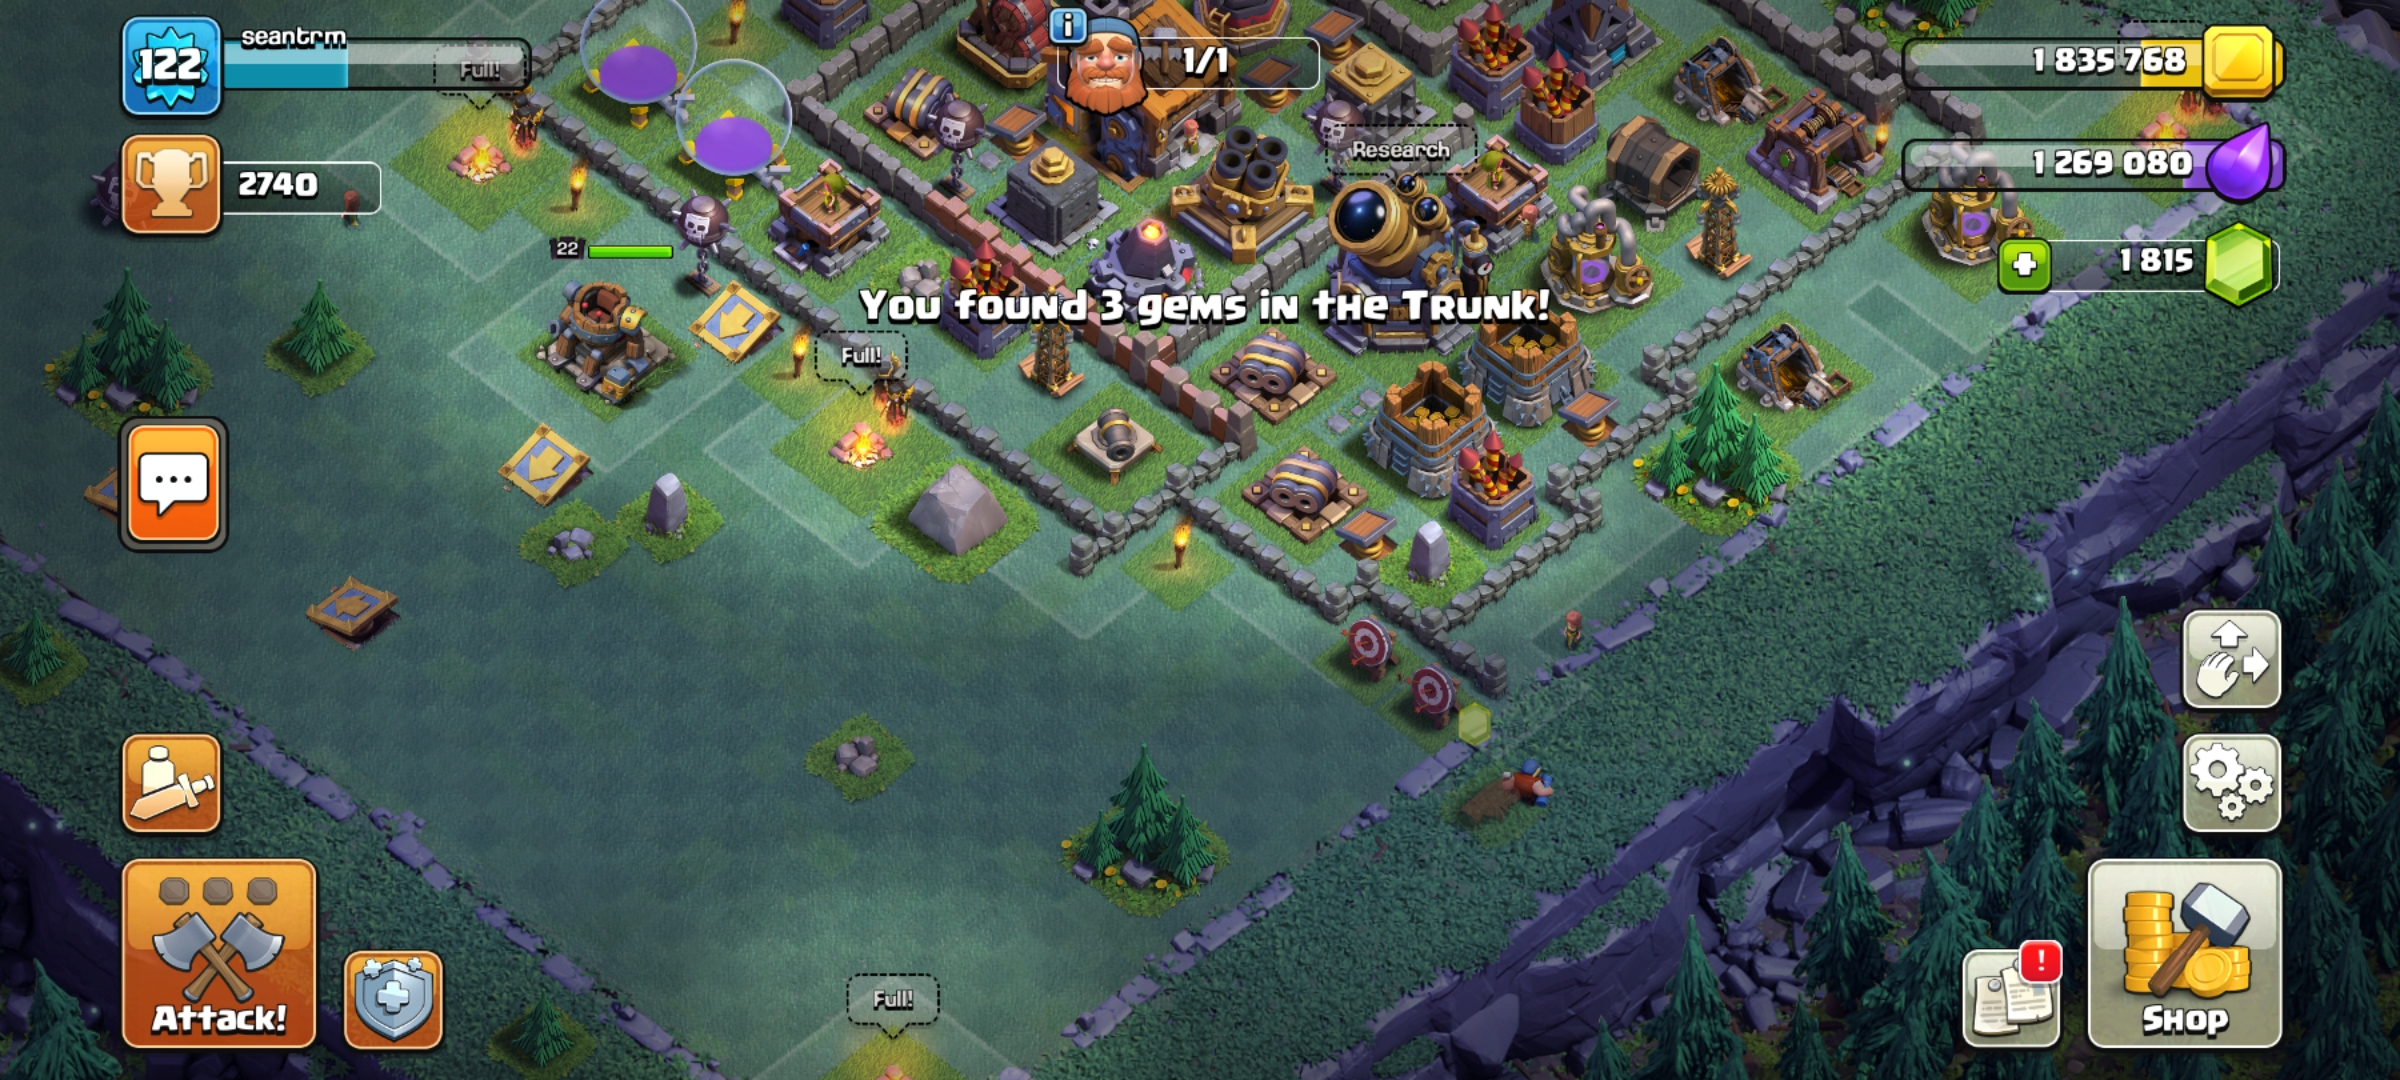 seantrm
122
Full!
1/1
1 835 768
2740
Research
1 269 080
22
1 815
You found 3 gems in the Trunk!
Full!
Full!
Attack!
!
Shop